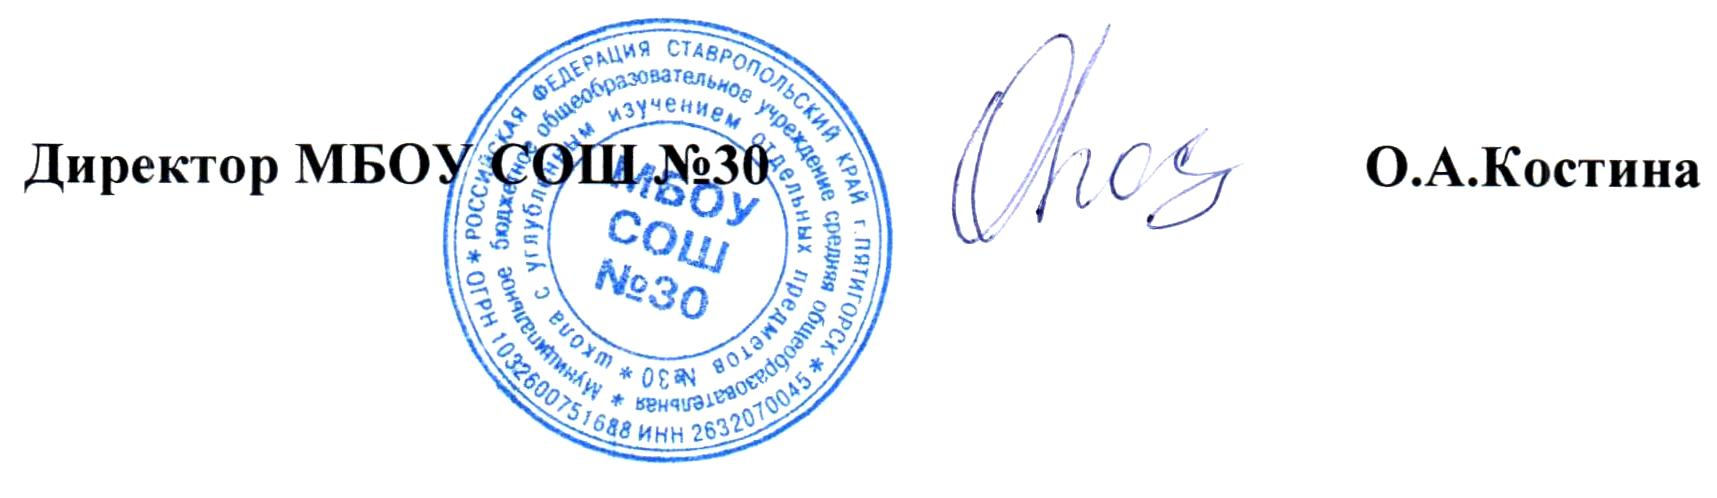 Директор МБОУ СОШ №30 О.А.Костина
* РОССИЙСКАЯ ФЕДЕРАЦИЯ СТАВРОПОЛЬСКИЙ КРАЙ г.ПЯТИГОРСК *
ОГРН 1032600751688 ИНН 2632070045
* Муниципальное бюджетное общеобразовательное учреждение средняя общеобразовательная
* школа с углубленным изучением отдельных предметов №30
МБОУ
СОШ
№30